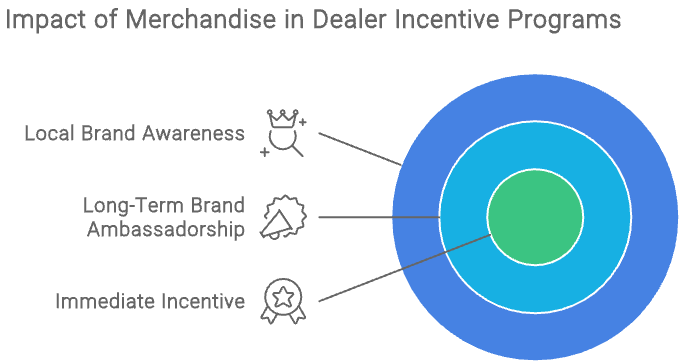 Impact of Merchandise in Dealer Incentive Programs
Local Brand Awareness
Long-Term Brand
Ambassadorship
Immediate Incentive